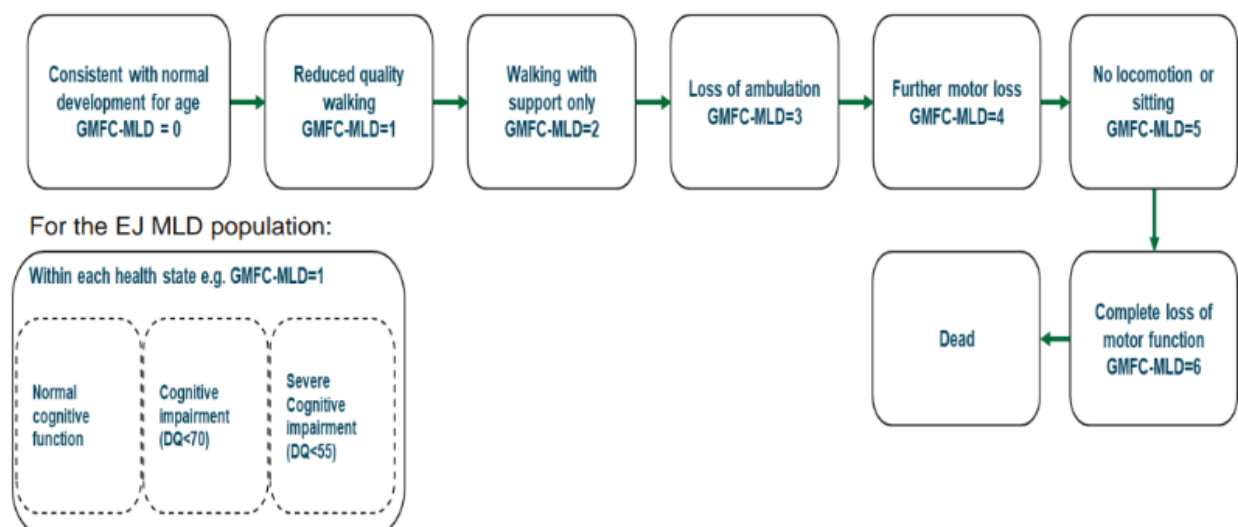 Consistent with normal
development for age
GMFC-MLD = 0
Reduced quality
walking
GMFC-MLD=1
Walking with
support only
GMFC-MLD=2
Loss of ambulation
GMFC-MLD=3
Further motor loss
GMFC-MLD=4
No locomotion or
sitting
GMFC-MLD=5
For the EJ MLD population:
Within each health state e.g. GMFC-MLD=1
Normal
cognitive
function
Cognitive
impairment
(DQ<70)
Severe
Cognitive
impairment
(DQ<55)
Dead
Complete loss of
motor function
GMFC-MLD=6